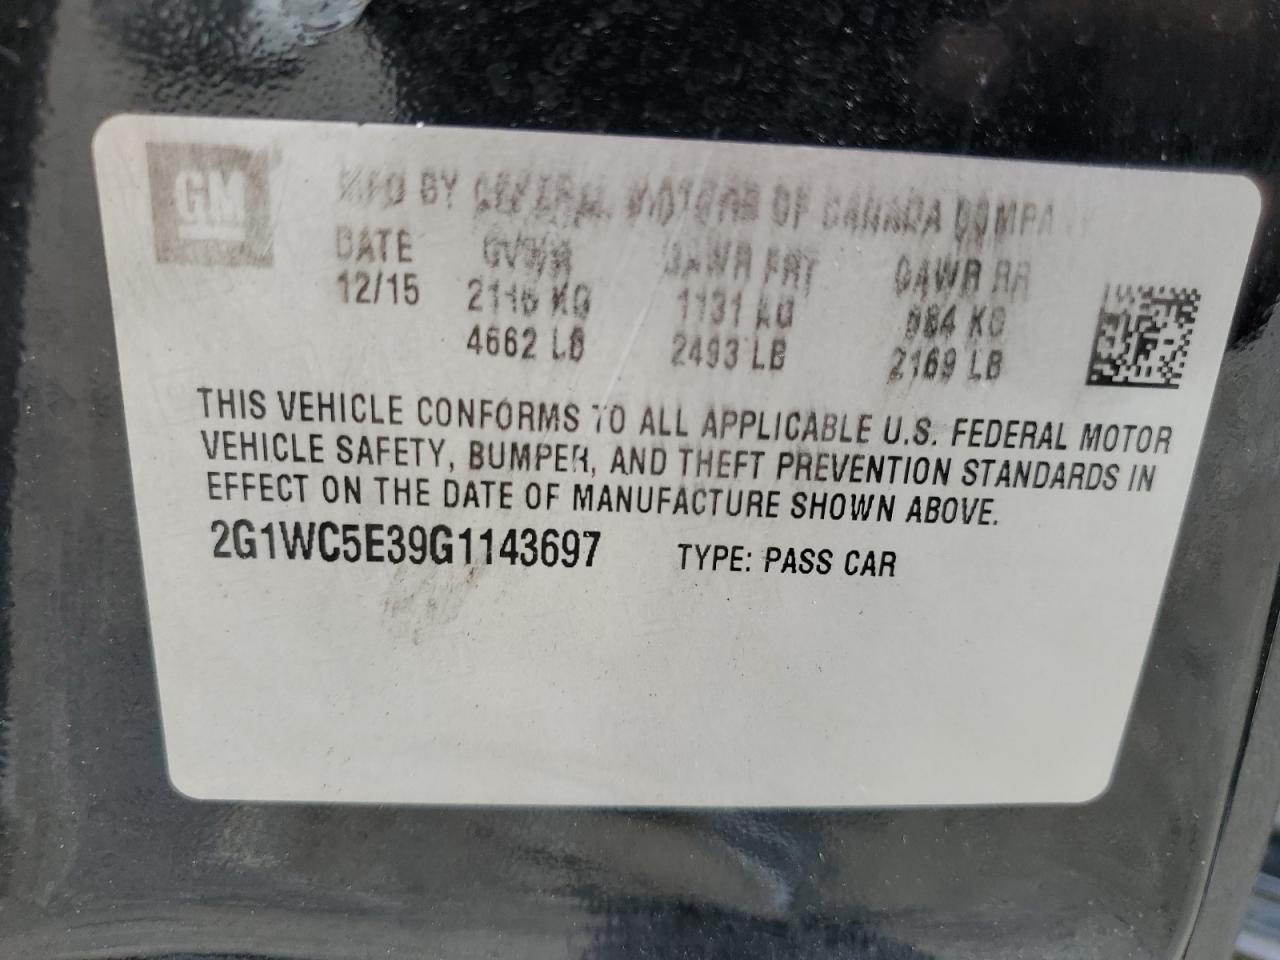 GM
MFD BY GENERAL MOTORS OF CANADA COMPANY
DATE GVWR GAWR FRT GAWR RR
12/15 2115 KG 1131 KG 984 KG
4662 LB 2493 LB 2169 LB
THIS VEHICLE CONFORMS TO ALL APPLICABLE U.S. FEDERAL MOTOR
VEHICLE SAFETY, BUMPER, AND THEFT PREVENTION STANDARDS IN
EFFECT ON THE DATE OF MANUFACTURE SHOWN ABOVE.
2G1WC5E39G1143697 TYPE: PASS CAR